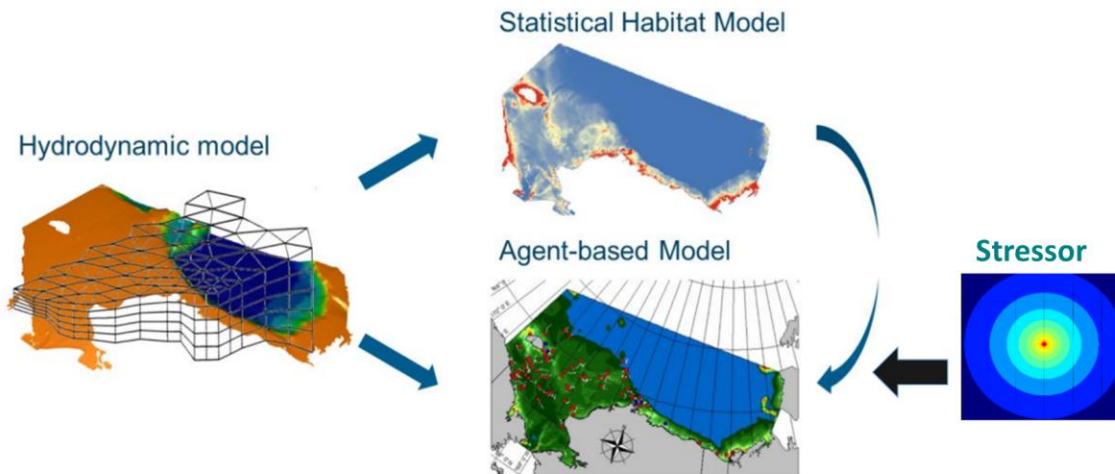 Statistical Habitat Model
Hydrodynamic model
Agent-based Model
Stressor